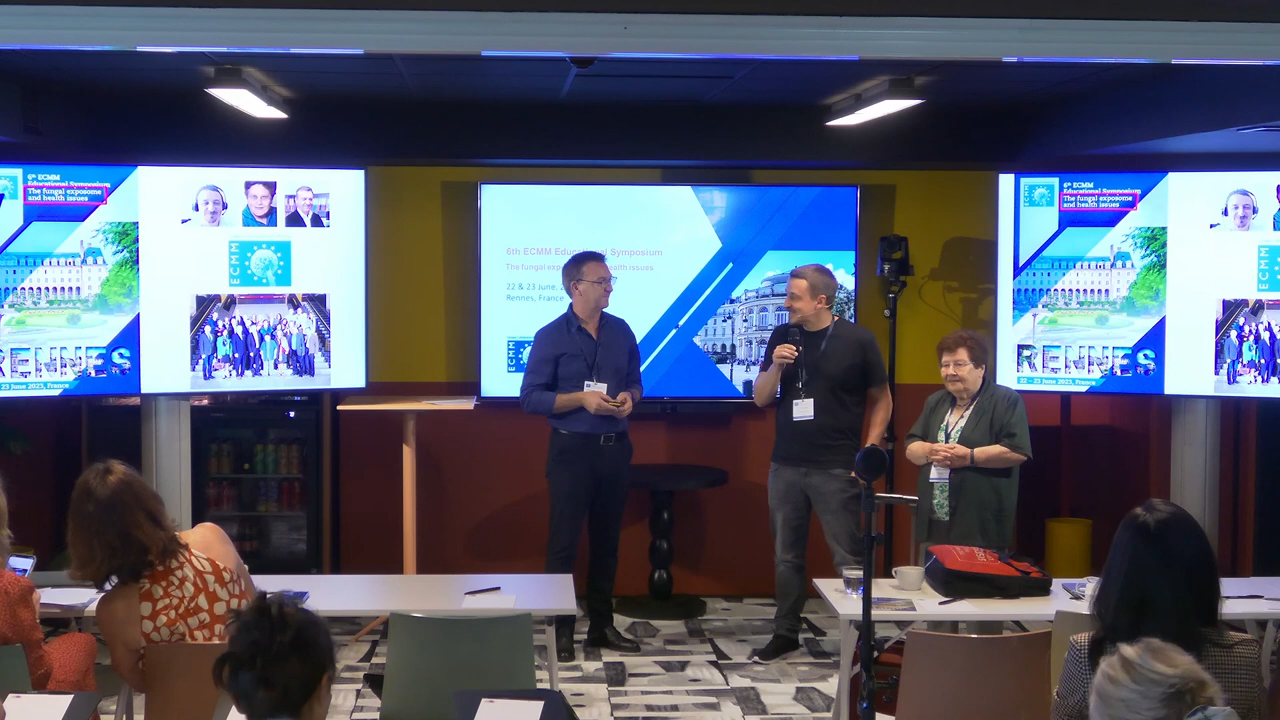 6th ECMM
Educational Symposium
The fungal exposome
and health issues
ECMM
RENNES
23 June 2023, France
6th ECMM Educational Symposium
The fungal exp health issues
22 & 23 June,
Rennes, France
ECMM
ECMM
6th ECMM
Educational Symposium
The fungal exposome
and health issues
ECMM
RENNES
22 - 23 June 2023, France